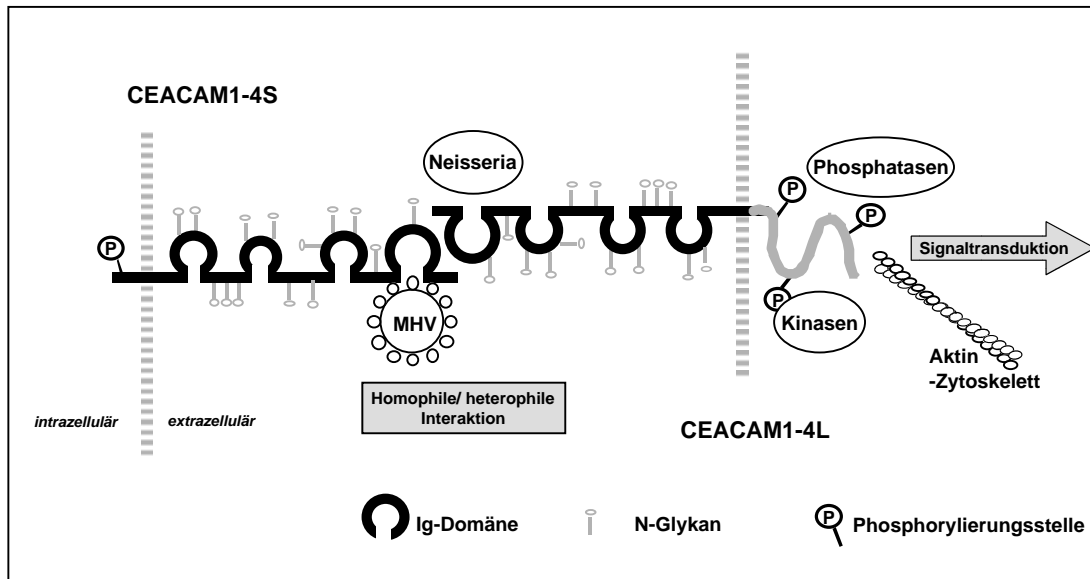 CEACAM1-4S
Neisseria
Phosphatasen
P
P
P
Signaltransduktion
P
MHV
Kinasen
Aktin
-Zytoskelett
Homophile/ heterophile
Interaktion
intrazellulär
extrazellulär
CEACAM1-4L
Ig-Domäne
N-Glykan
P
Phosphorylierungsstelle